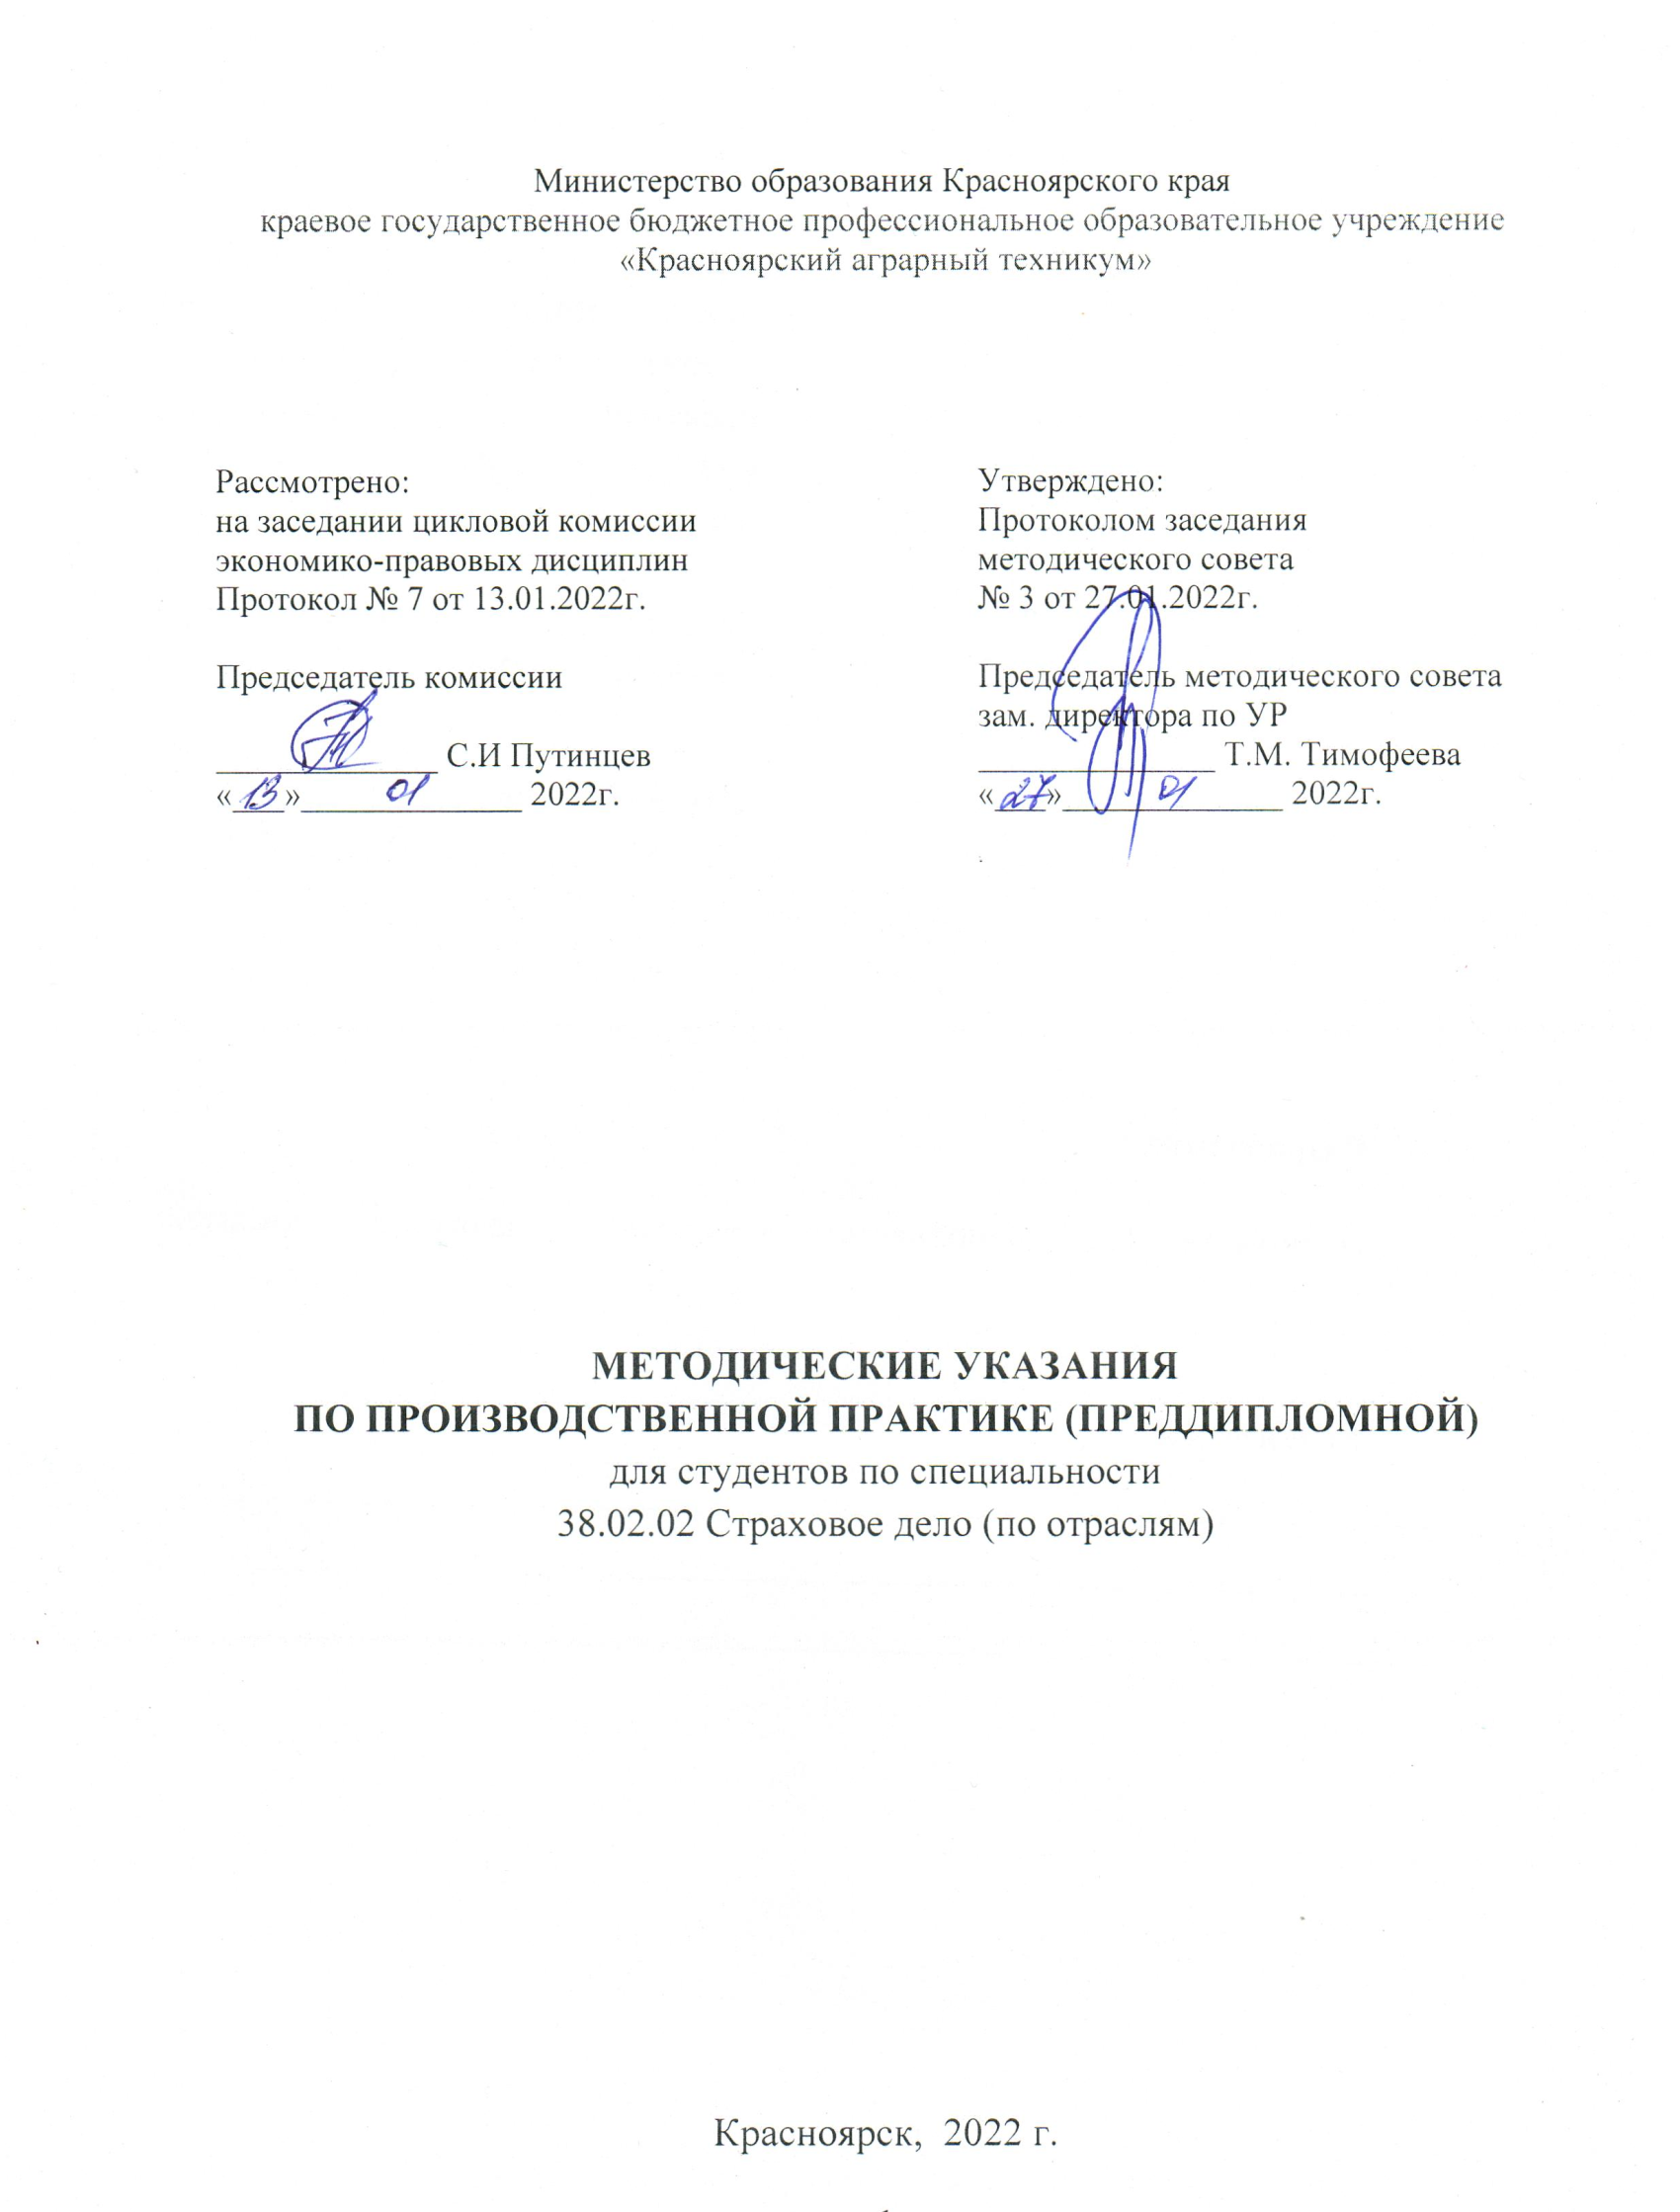 Министерство образования Красноярского края
краевое государственное бюджетное профессиональное образовательное учреждение
«Красноярский аграрный техникум»
Рассмотрено:
на заседании цикловой комиссии
экономико-правовых дисциплин
Протокол № 7 от 13.01.2022г.
Председатель комиссии
_____________ С.И Путинцев
«13» 01 2022г.
Утверждено:
Протоколом заседания
методического совета
№ 3 от 27.01.2022г.
Председатель методического совета
зам. директора по УР
______________ Т.М. Тимофеева
«27» 01 2022г.
МЕТОДИЧЕСКИЕ УКАЗАНИЯ
ПО ПРОИЗВОДСТВЕННОЙ ПРАКТИКЕ (ПРЕДДИПЛОМНОЙ)
для студентов по специальности
38.02.02 Страховое дело (по отраслям)
Красноярск, 2022 г.